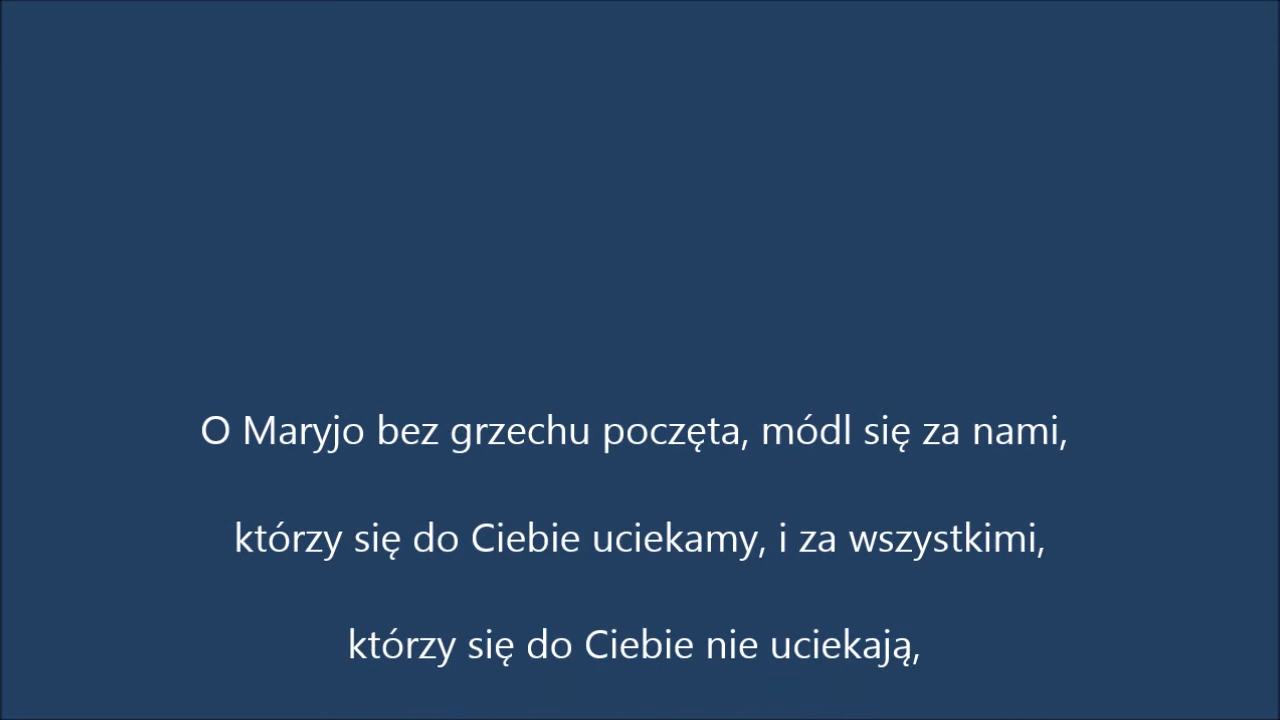 O Maryjo bez grzechu poczęta, módl się za nami,
którzy się do Ciebie uciekamy, i za wszystkimi,
którzy się do Ciebie nie uciekają,